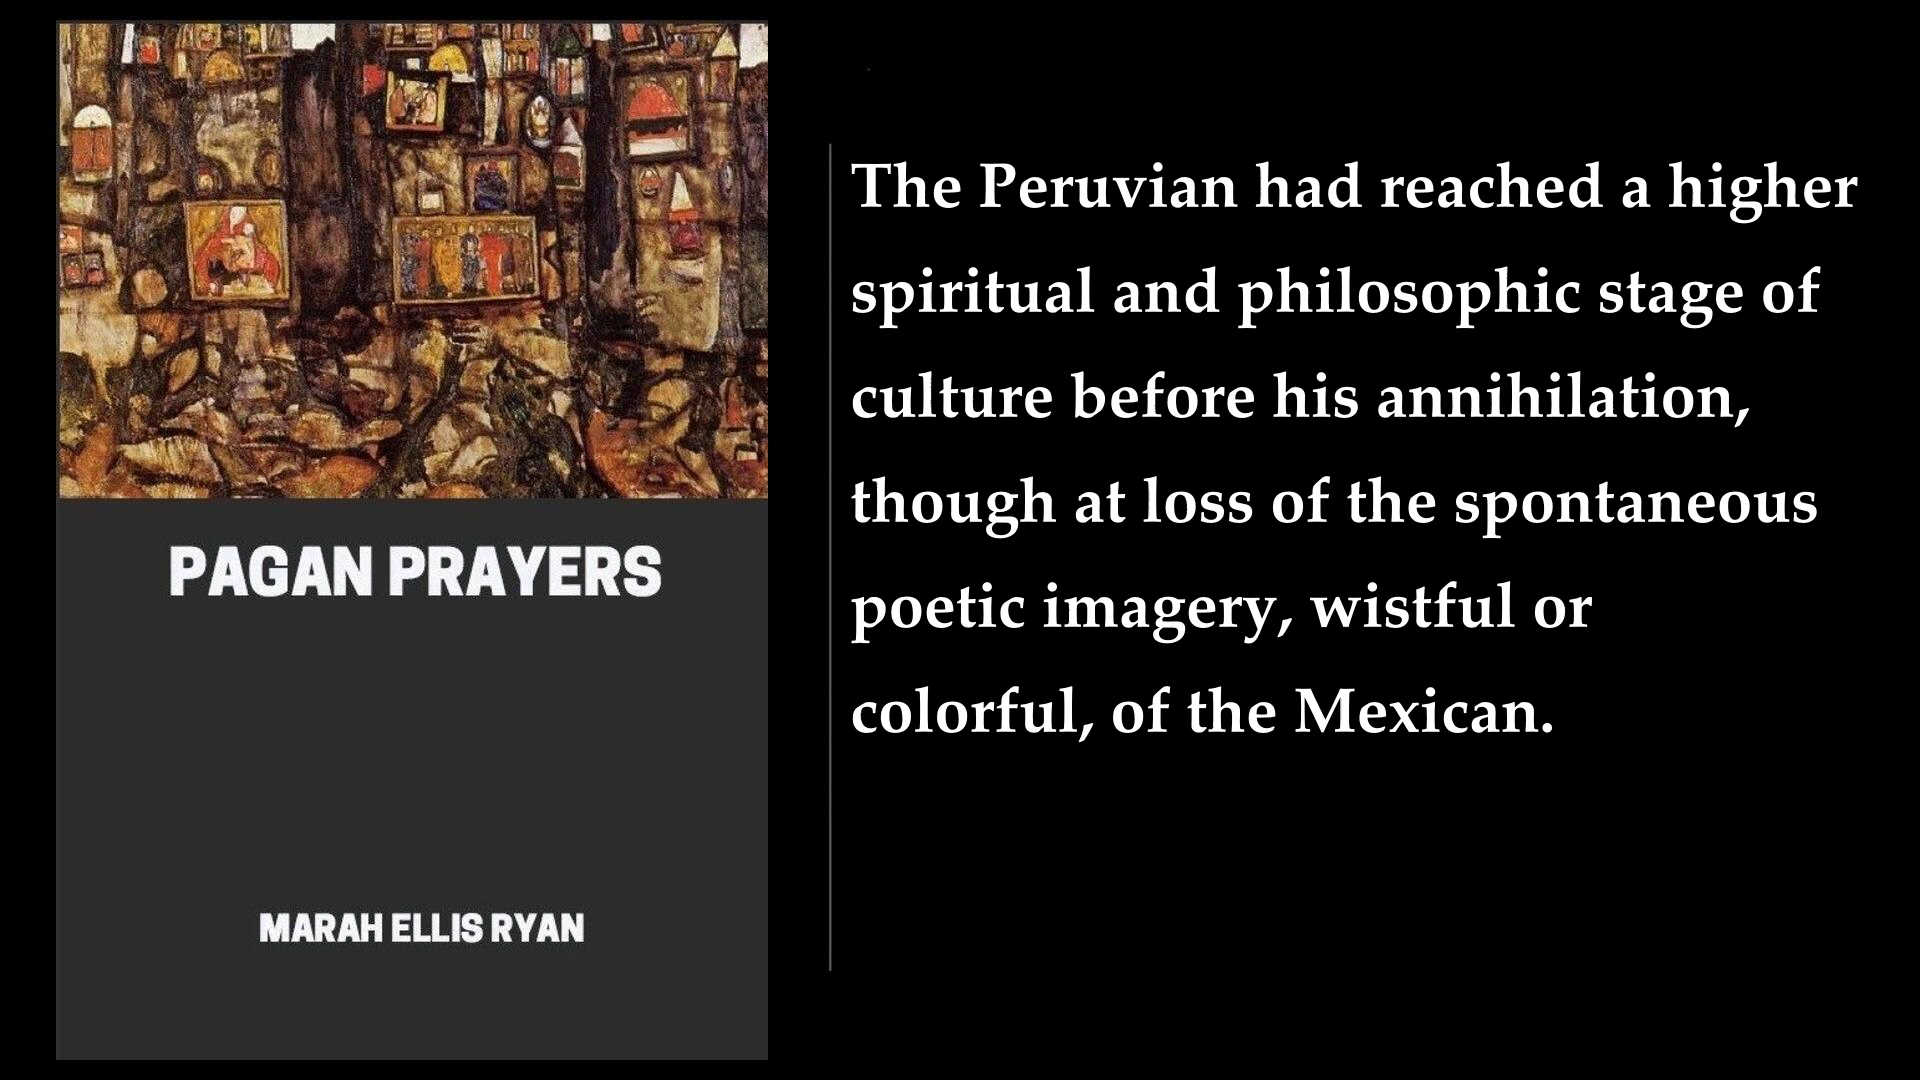 PAGAN PRAYERS
MARAH ELLIS RYAN
The Peruvian had reached a higher
spiritual and philosophic stage of
culture before his annihilation,
though at loss of the spontaneous
poetic imagery, wistful or
colorful, of the Mexican.